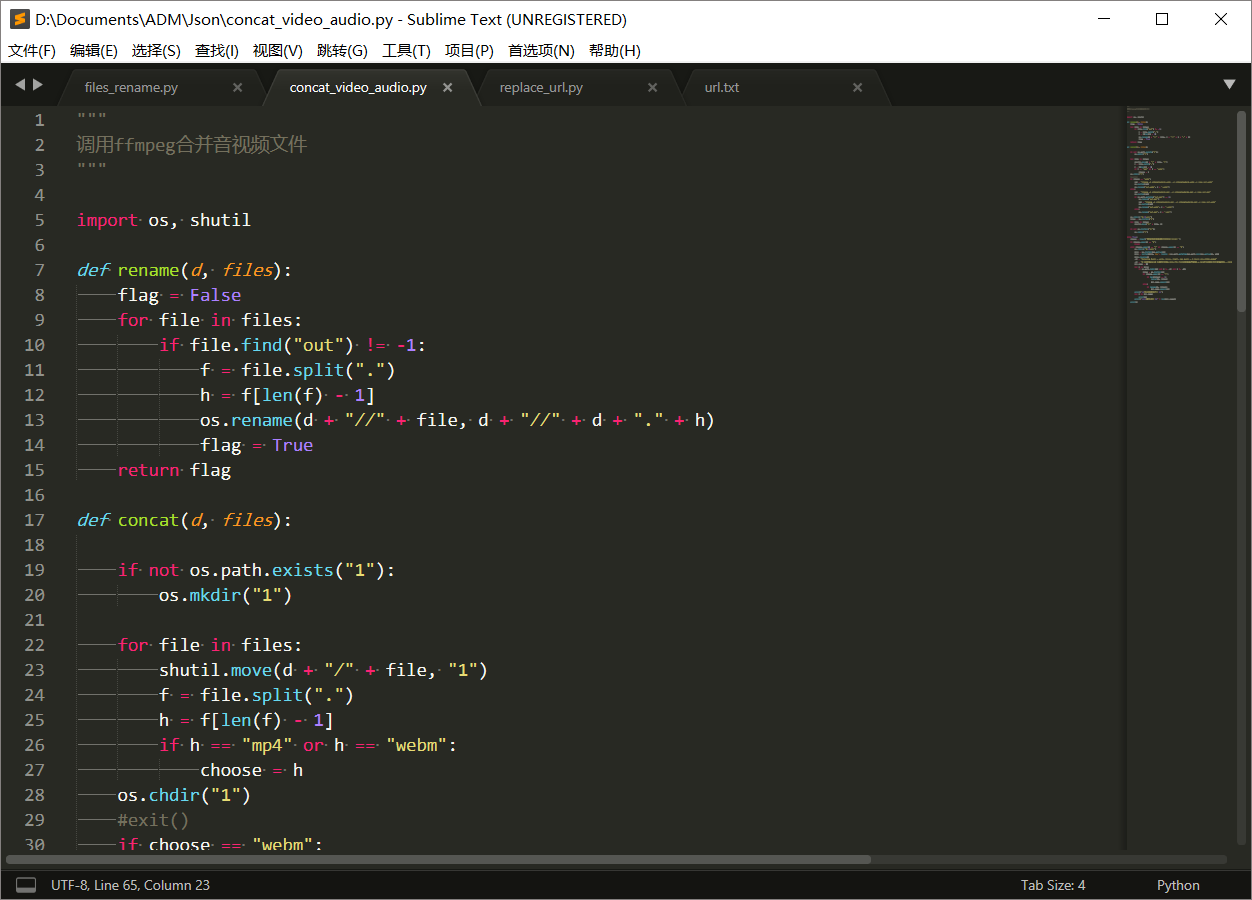 D:\Documents\ADM\Json\concat_video_audio.py - Sublime Text (UNREGISTERED)
文件(F) 编辑(E) 选择(S) 查找(I) 视图(V) 跳转(G) 工具(T) 项目(P) 首选项(N) 帮助(H)
files_rename.py concat_video_audio.py replace_url.py url.txt
1 """
2 调用ffmpeg合并音视频文件
3 """
4
5 import os, shutil
6
7 def rename(d, files):
8 flag = False
9 for file in files:
10 if file.find("out") != -1:
11 f = file.split(".")
12 h = f[len(f) - 1]
13 os.rename(d + "//" + file, d + "//" + d + "." + h)
14 flag = True
15 return flag
16
17 def concat(d, files):
18
19 if not os.path.exists("1"):
20 os.mkdir("1")
21
22 for file in files:
23 shutil.move(d + "/" + file, "1")
24 f = file.split(".")
25 h = f[len(f) - 1]
26 if h == "mp4" or h == "webm":
27 choose = h
28 os.chdir("1")
29 #exit()
30 if choose == "webm":
UTF-8, Line 65, Column 23 Tab Size: 4 Python